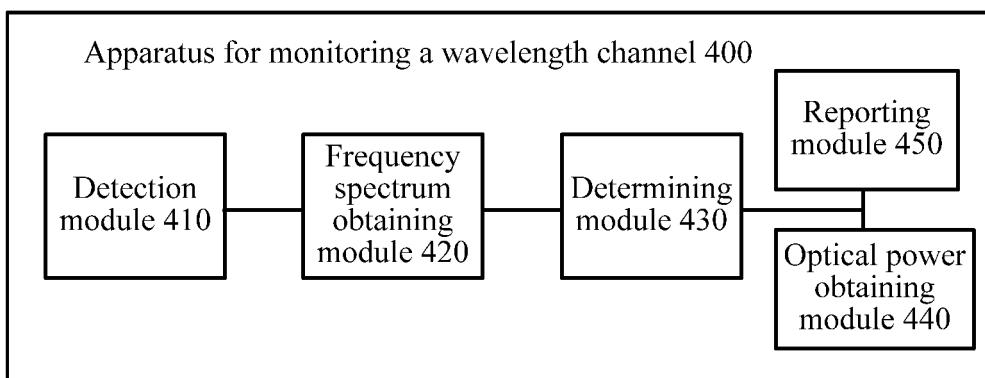 Apparatus for monitoring a wavelength channel 400
Detection
module 410
Frequency
spectrum
obtaining
module 420
Determining
module 430
Reporting
module 450
Optical power
obtaining
module 440